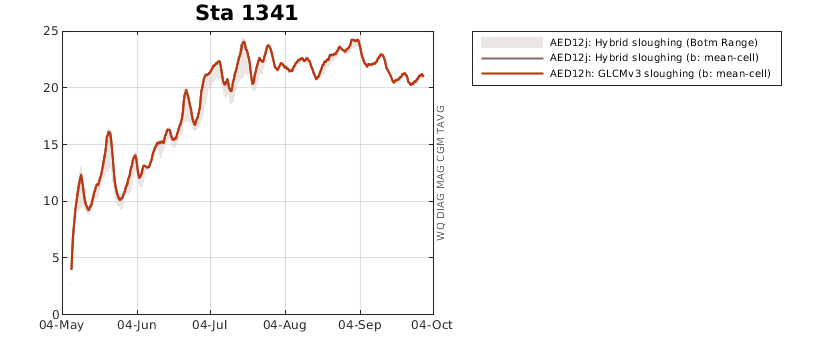 Sta 1341
25
20
15
10
5
0
04-May
04-Jun
04-Jul
04-Aug
04-Sep
04-Oct
WQ DIAG MAG CGM TAVG
AED12j: Hybrid sloughing (Botm Range)
AED12j: Hybrid sloughing (b: mean-cell)
AED12h: GLCMv3 sloughing (b: mean-cell)